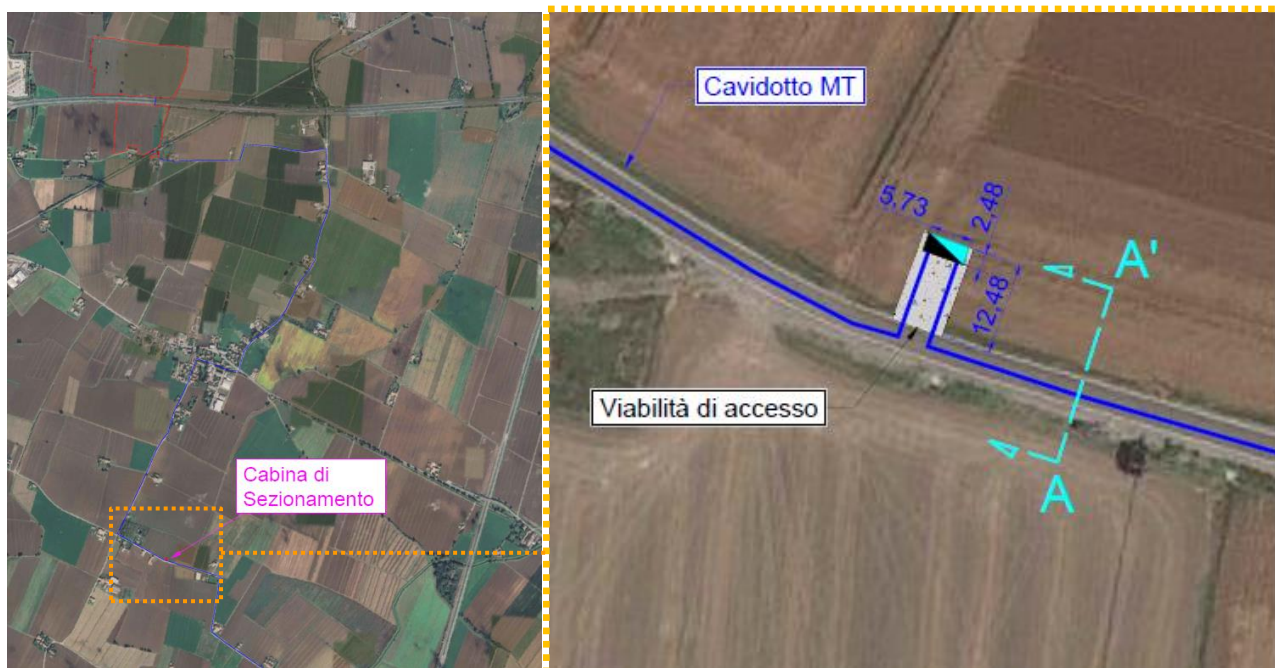 Cabina di
Sezionamento
Cavidotto MT
5,73
2,48
12,48
A'
Viabilità di accesso
A